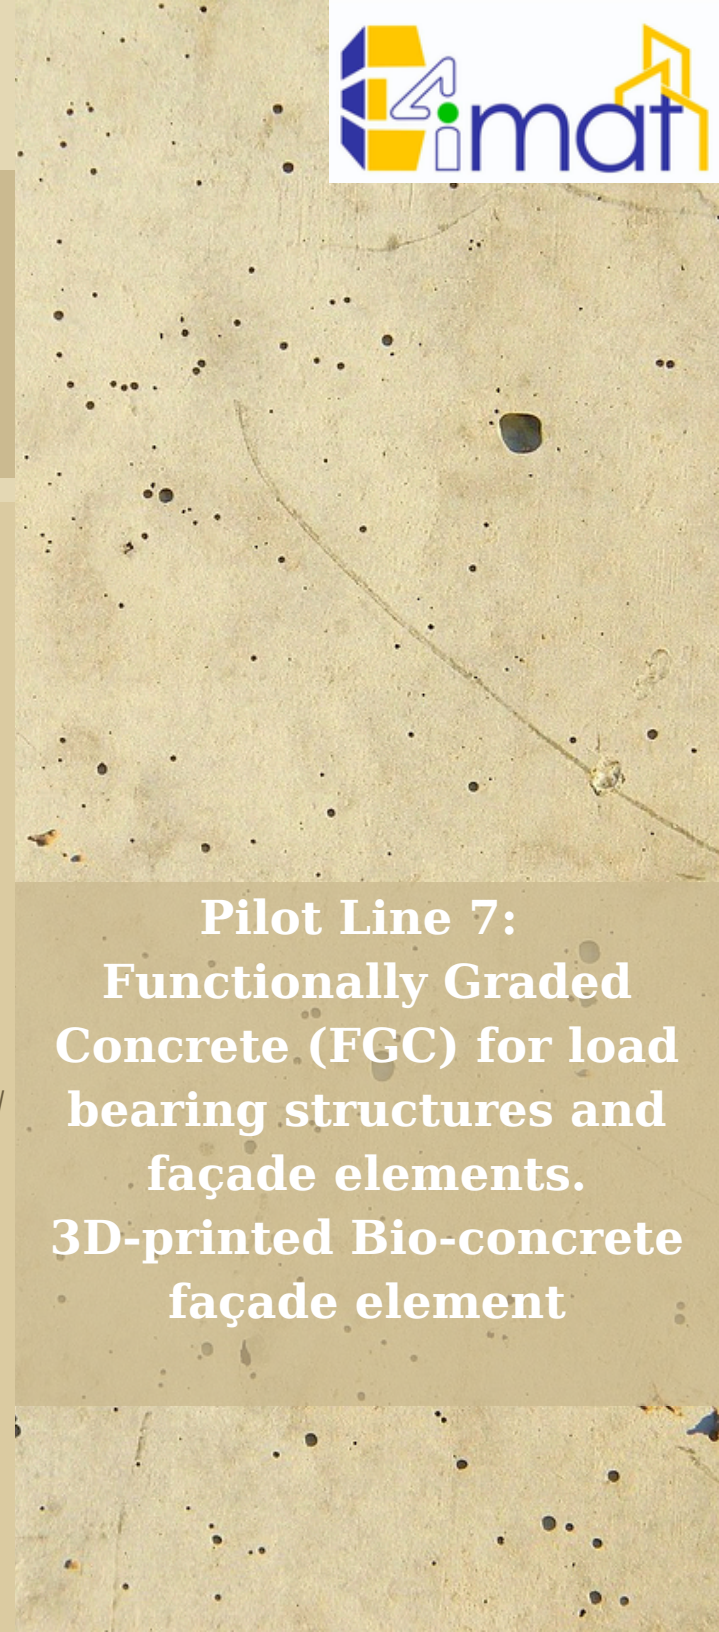 E4imat
Pilot Line 7:
Functionally Graded
Concrete (FGC) for load
bearing structures and
façade elements.
3D-printed Bio-concrete
façade element